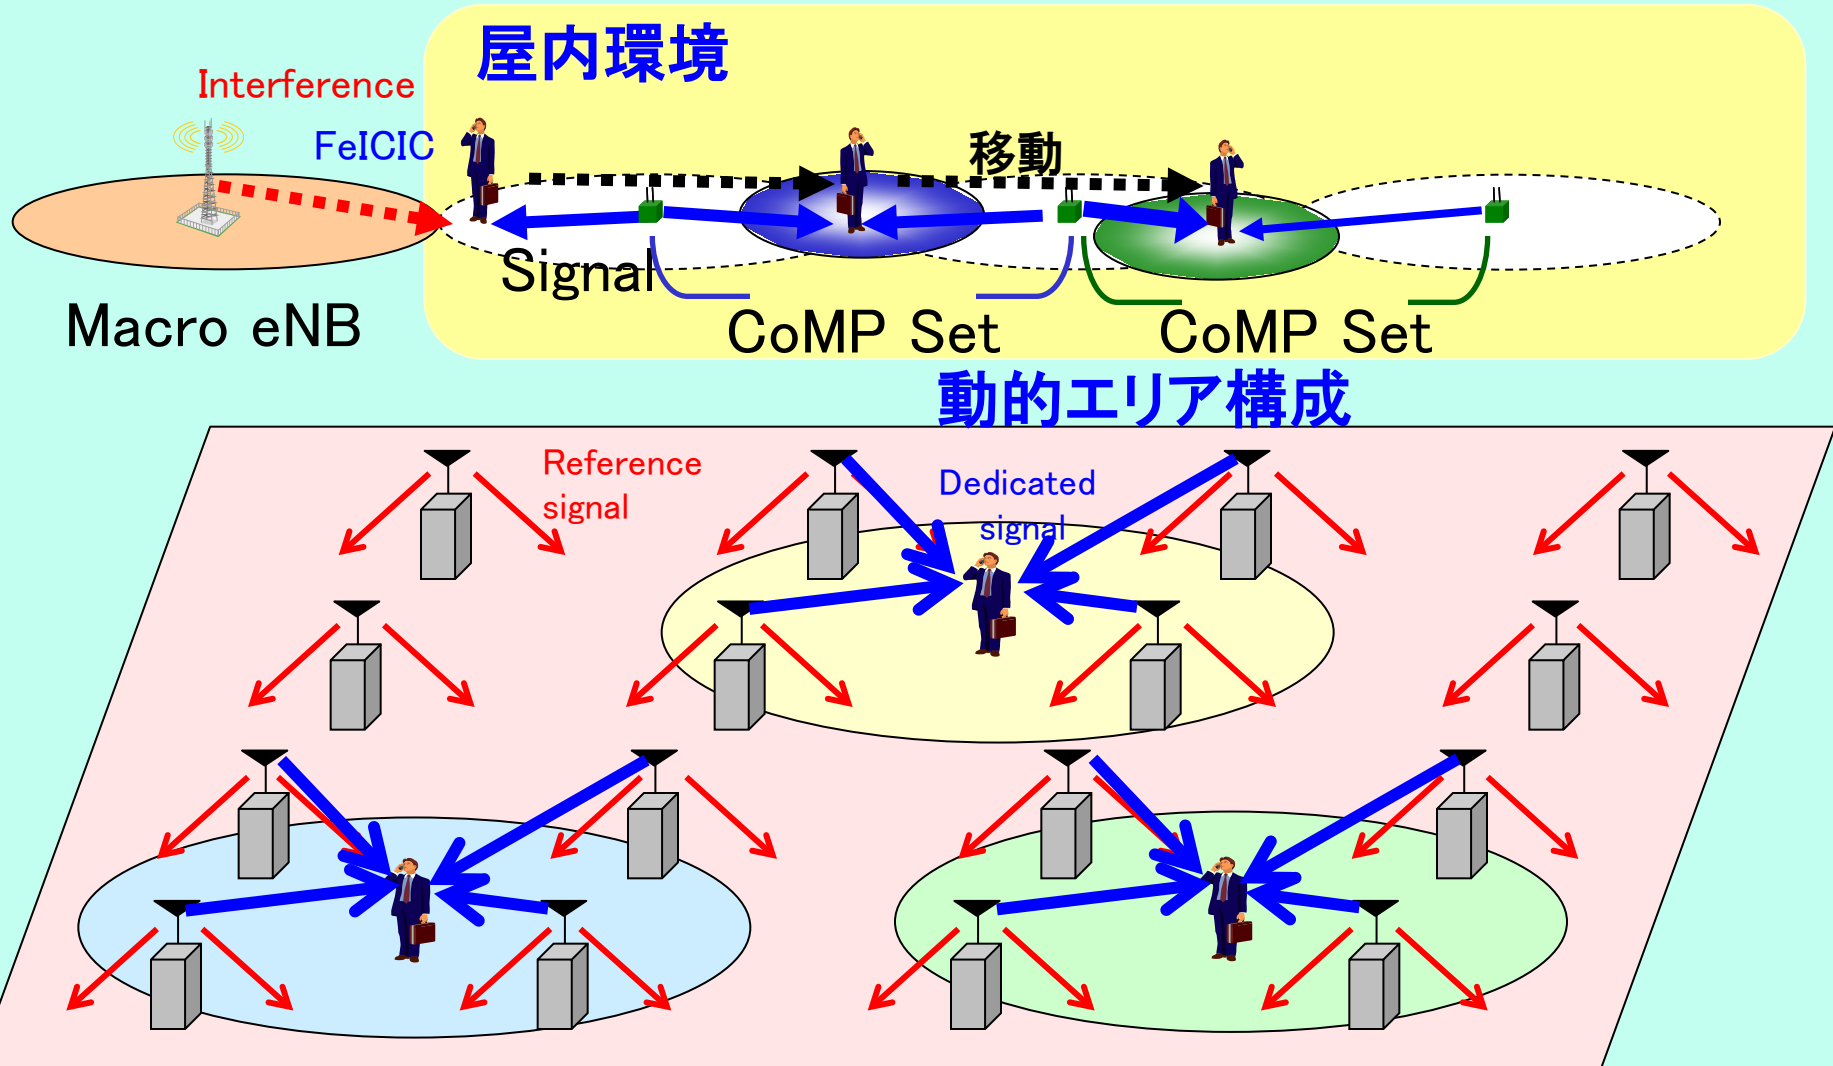 屋内環境
Interference
FeICIC
移動
Signal
Macro eNB
CoMP Set
CoMP Set
動的エリア構成
Reference
signal
Dedicated
signal